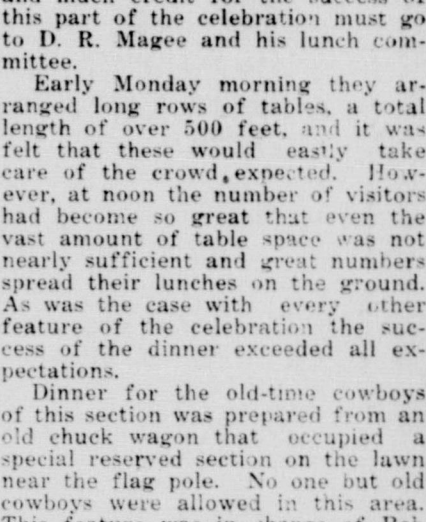 and much credit for the success of
this part of the celebration must go
to D. R. Magee and his lunch com-
mittee.
Early Monday morning they ar-
ranged long rows of tables, a total
length of over 500 feet, and it was
felt that these would easily take
care of the crowd expected. How-
ever, at noon the number of visitors
had become so great that even the
vast amount of table space was not
nearly sufficient and great numbers
spread their lunches on the ground.
As was the case with every other
feature of the celebration the suc-
cess of the dinner exceeded all ex-
pectations.
Dinner for the old-time cowboys
of this section was prepared from an
old chuck wagon that occupied a
special reserved section on the lawn
near the flag pole. No one but old
cowboys were allowed in this area.
This feature was in charge of